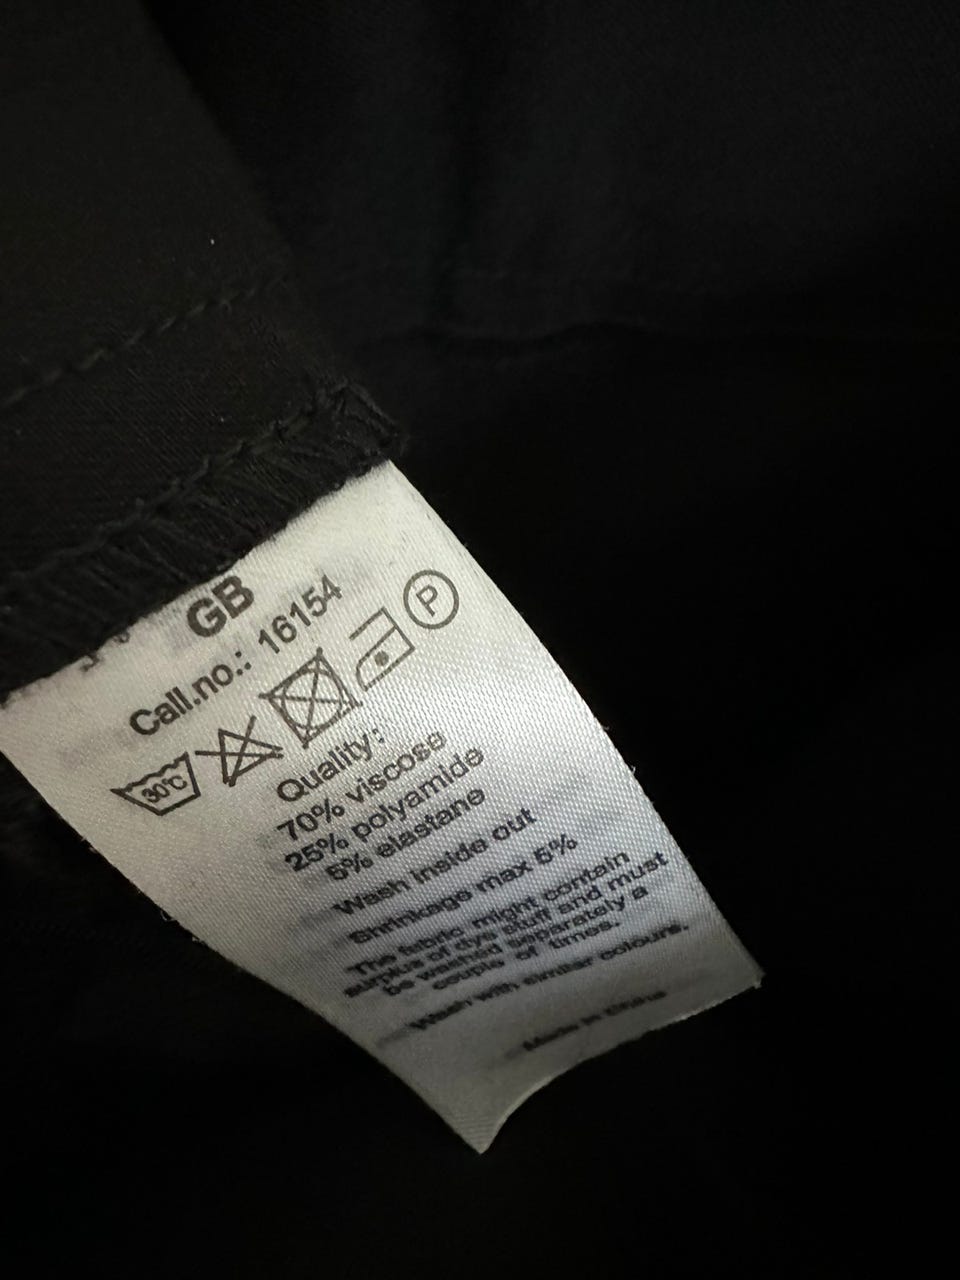 GB
Call.no.: 16154
30°C P
Quality:
70% viscose
25% polyamide
5% elastane
Wash inside out
Shrinkage max 5%
The fabric might contain
surplus of dye stuff and must
be washed separately a
couple of times.
Wash with similar colours.
Made in